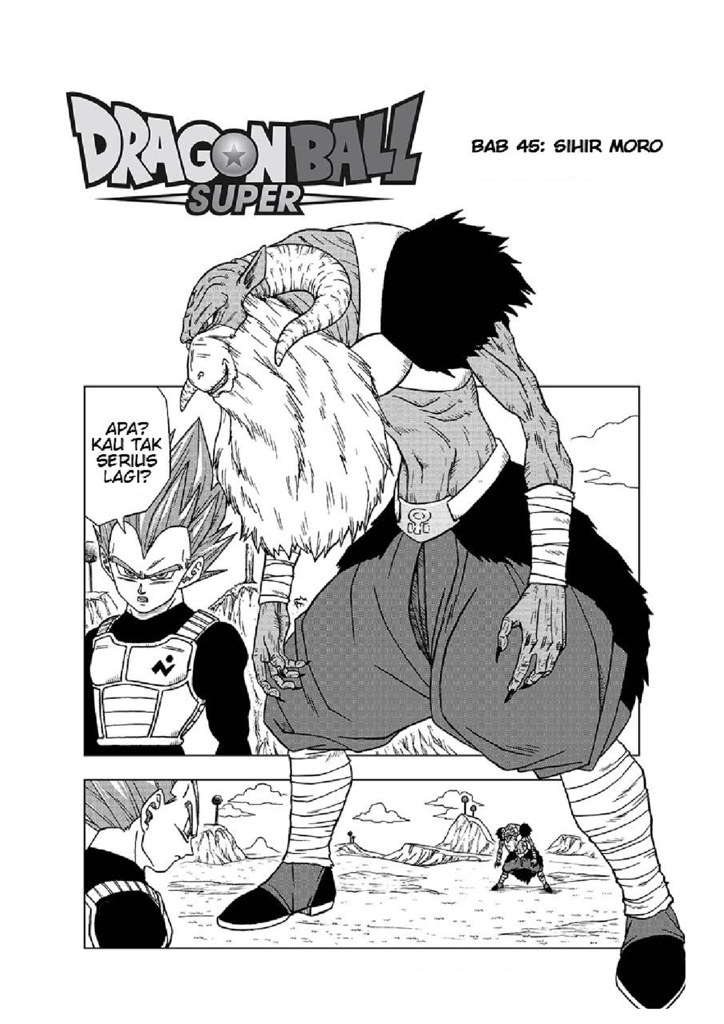 DRAGON BALL
SUPER
BAB 45: SIHIR MORO
APA?
KAU TAK
SERIUS
LAGI?